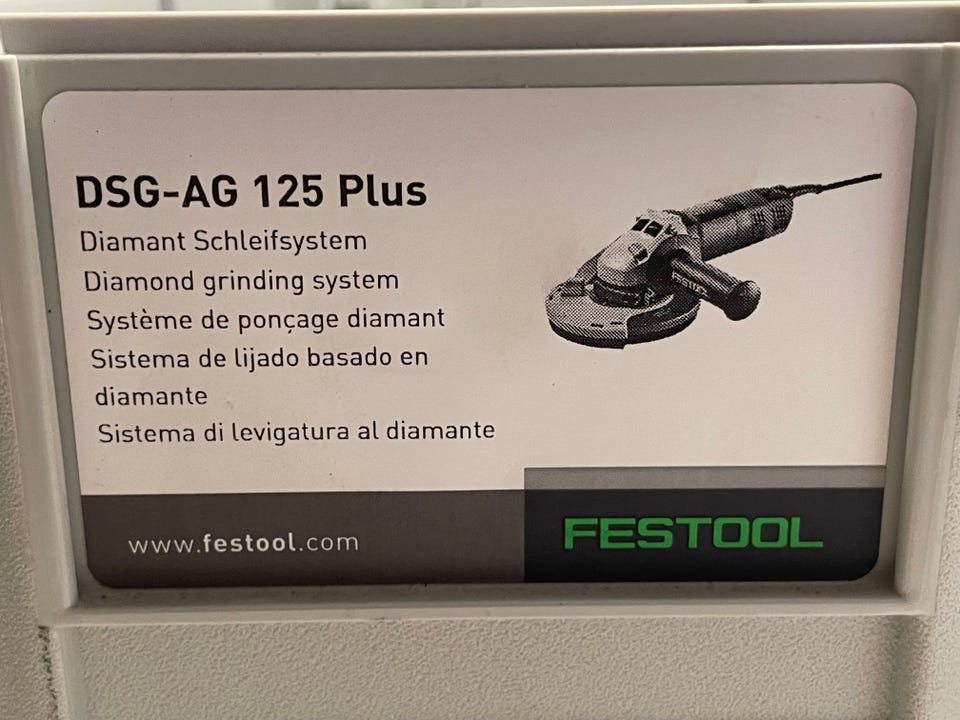 DSG-AG 125 Plus
Diamant Schleifsystem
Diamond grinding system
Système de ponçage diamant
Sistema de lijado basado en
diamante
Sistema di levigatura al diamante
FESTOOL
www.festool.com
FESTOOL